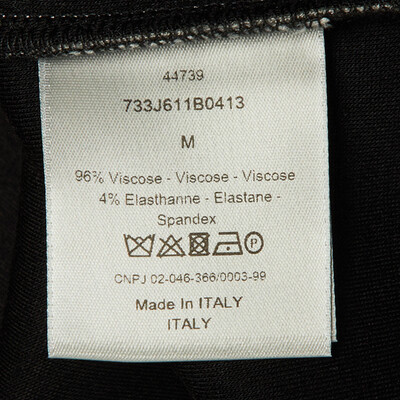 44739
733J611B0413
M
96% Viscose - Viscose - Viscose
4% Elasthanne - Elastane -
Spandex
P
CNPJ 02-046-366/0003-99
Made In ITALY
ITALY